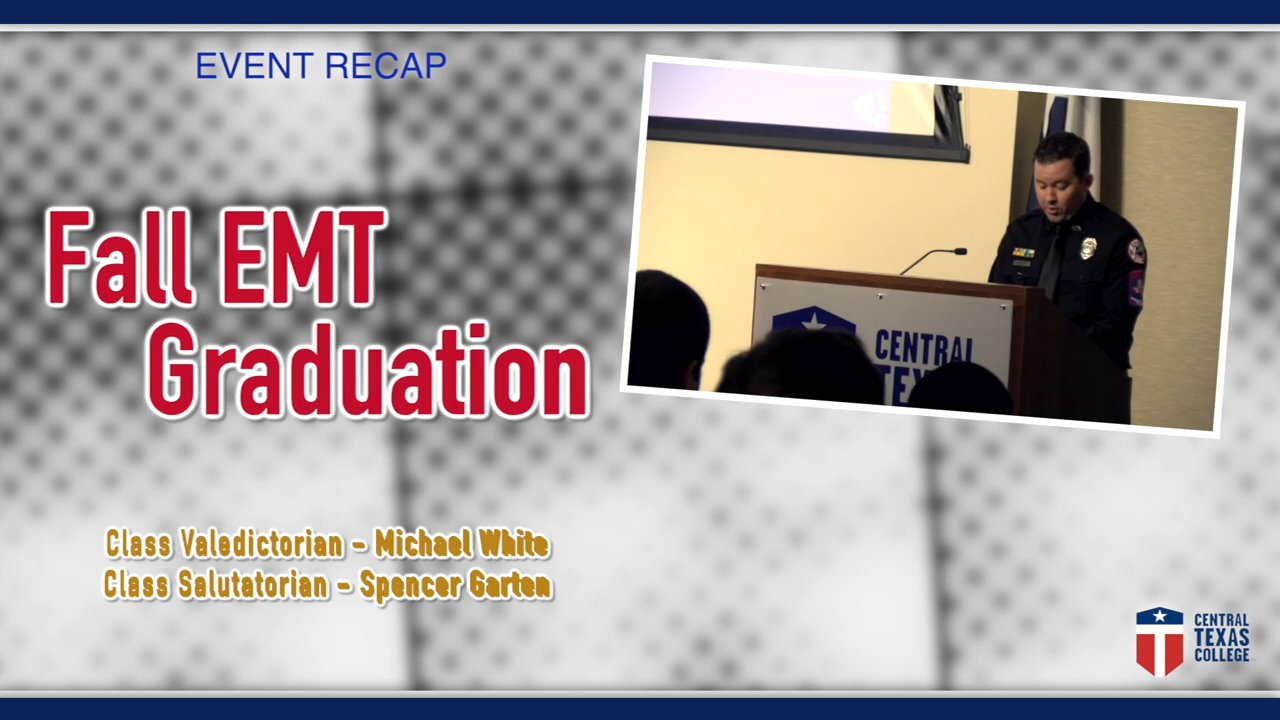 EVENT RECAP
Fall EMT
Graduation
CENTRAL
Class Valedictorian - Michael White
Class Salutatorian - Spencer Garten
CENTRAL
TEXAS
COLLEGE